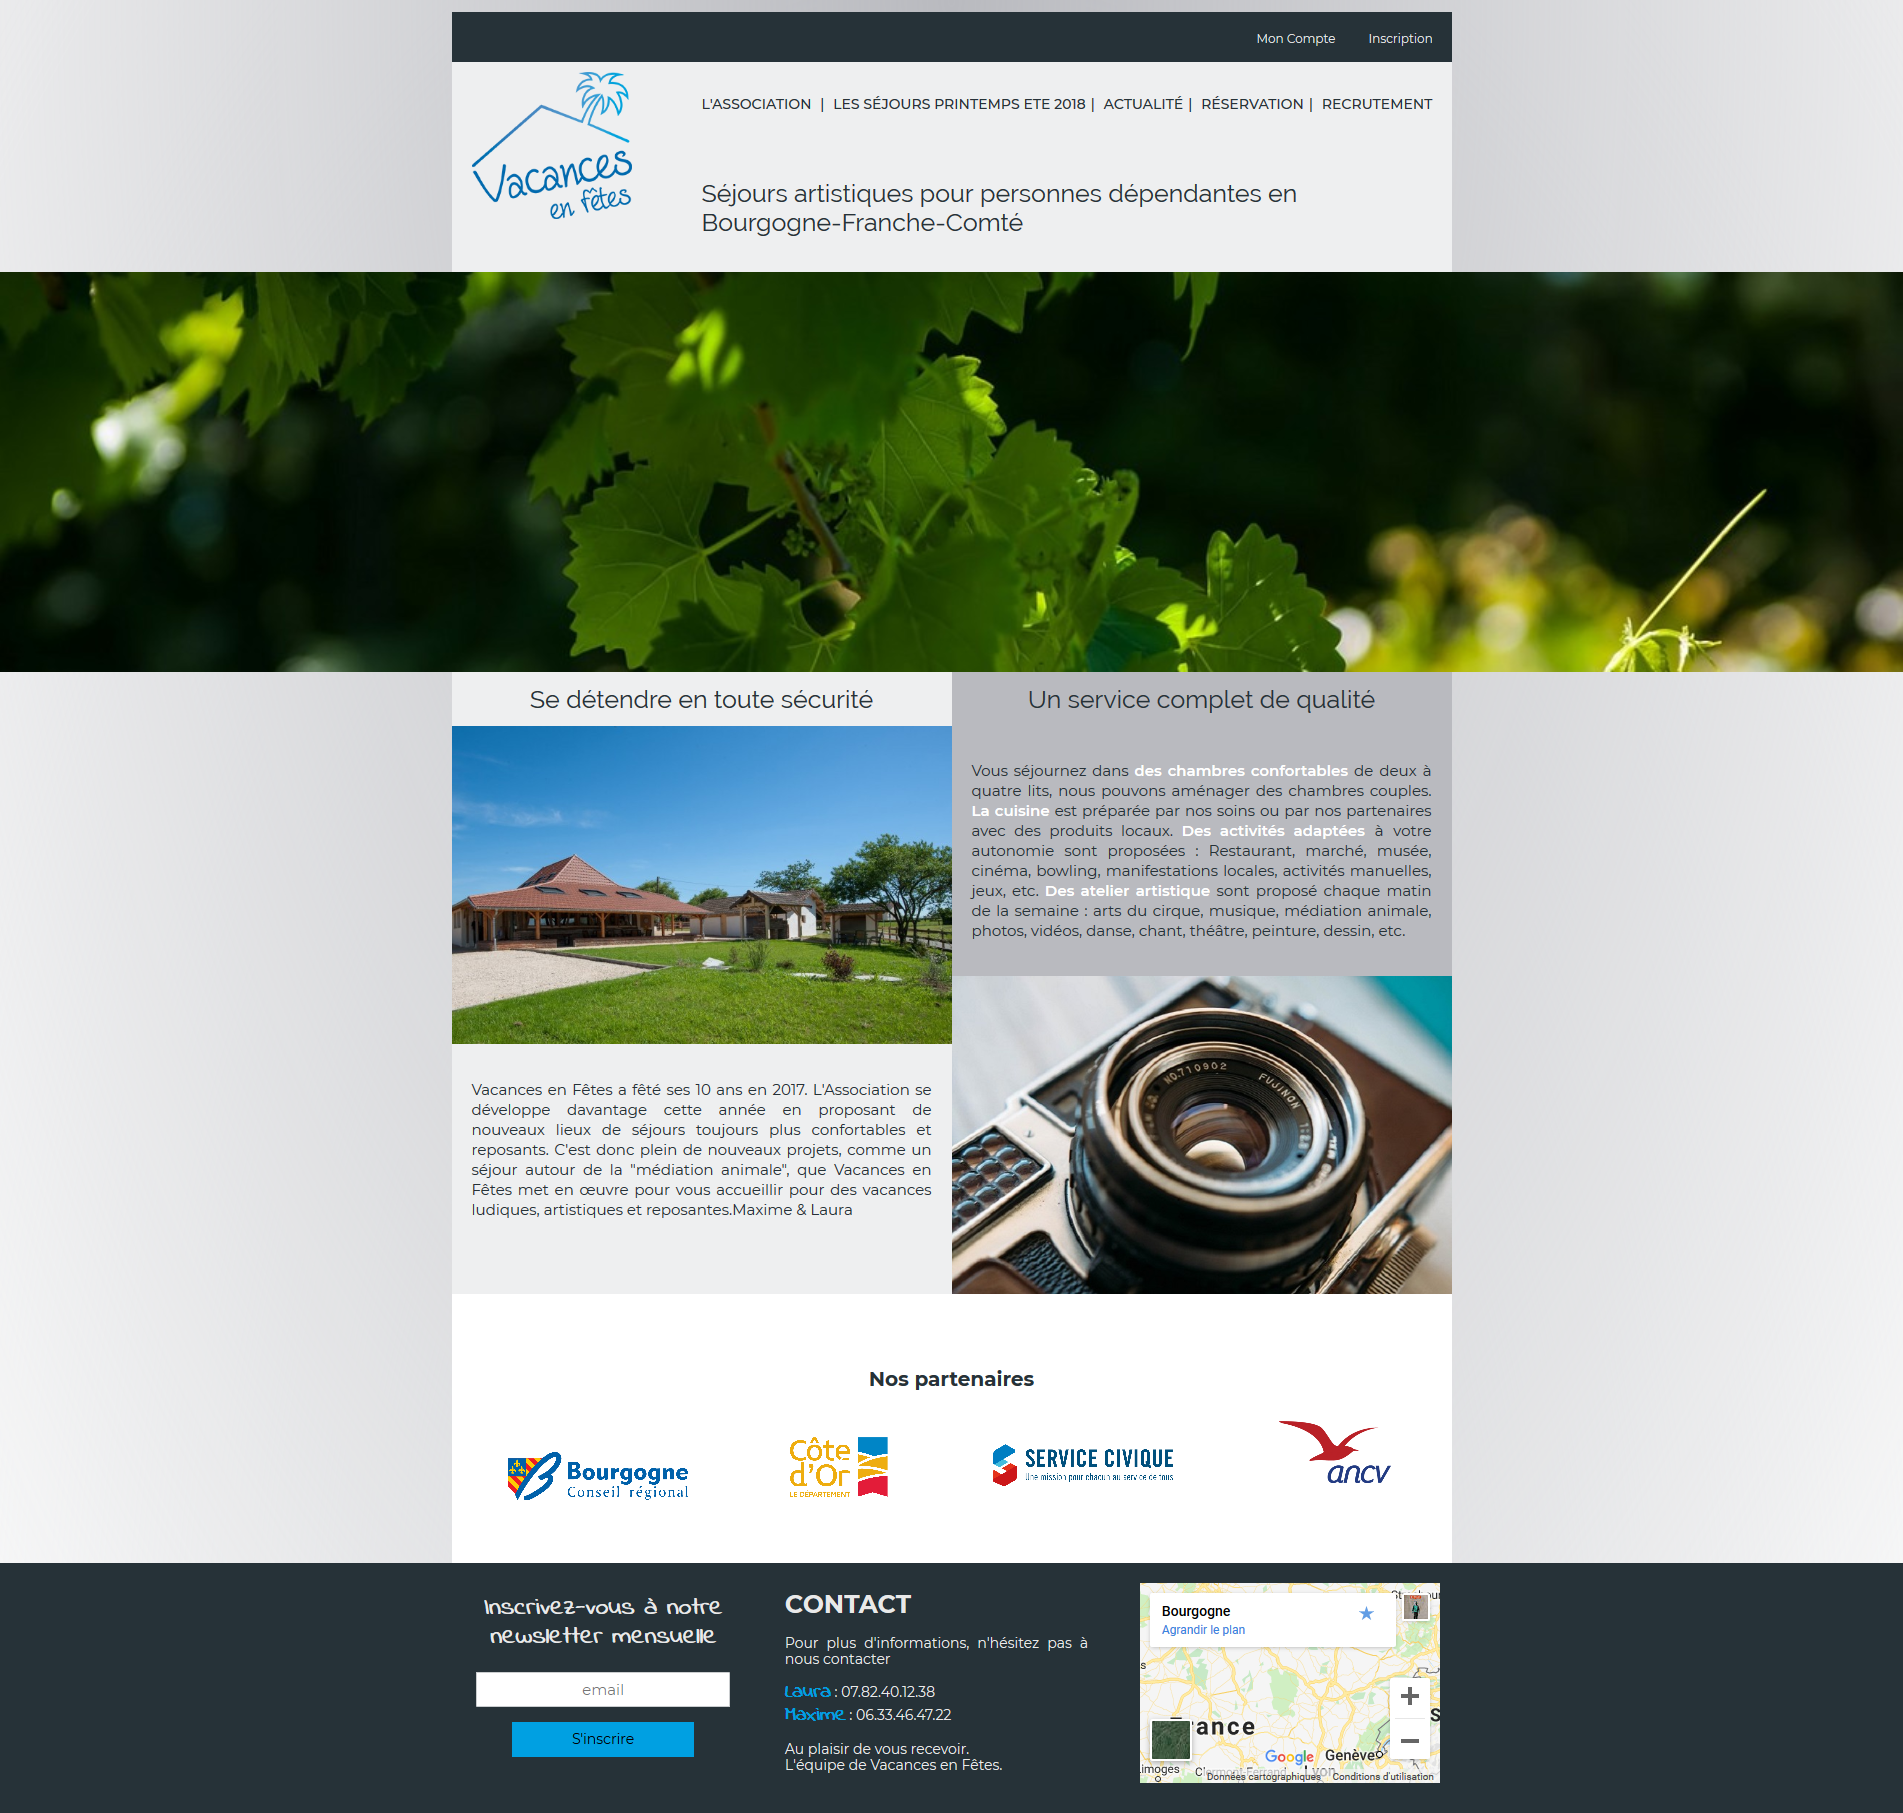 Mon Compte Inscription
L'ASSOCIATION | LES SÉJOURS PRINTEMPS ETE 2018 | ACTUALITÉ | RÉSERVATION | RECRUTEMENT
Vacances
en fêtes
Séjours artistiques pour personnes dépendantes en
Bourgogne-Franche-Comté
Se détendre en toute sécurité
Vacances en Fêtes a fêté ses 10 ans en 2017. L'Association se
développe davantage cette année en proposant de
nouveaux lieux de séjours toujours plus confortables et
reposants. C'est donc plein de nouveaux projets, comme un
séjour autour de la "médiation animale", que Vacances en
Fêtes met en œuvre pour vous accueillir pour des vacances
ludiques, artistiques et reposantes.Maxime & Laura
Un service complet de qualité
Vous séjournez dans des chambres confortables de deux à
quatre lits, nous pouvons aménager des chambres couples.
La cuisine est préparée par nos soins ou par nos partenaires
avec des produits locaux. Des activités adaptées à votre
autonomie sont proposées : Restaurant, marché, musée,
cinéma, bowling, manifestations locales, activités manuelles,
jeux, etc. Des atelier artistique sont proposé chaque matin
de la semaine : arts du cirque, musique, médiation animale,
photos, vidéos, danse, chant, théâtre, peinture, dessin, etc.
NO.710902 FUJINON
Nos partenaires
Bourgogne
Conseil régional
Côte
d'Or
LE DÉPARTEMENT
SERVICE CIVIQUE
Une mission pour chacun au service de tous
ancv
Inscrivez-vous à notre
newsletter mensuelle
email
S'inscrire
CONTACT
Pour plus d'informations, n'hésitez pas à
nous contacter
Laura : 07.82.40.12.38
Maxime : 06.33.46.47.22
Au plaisir de vous recevoir.
L'équipe de Vacances en Fêtes.
Bourgogne
Agrandir le plan
rance
Google Genève
imoges Clermont-Ferrand Lyon
Données cartographiques Conditions d'utilisation